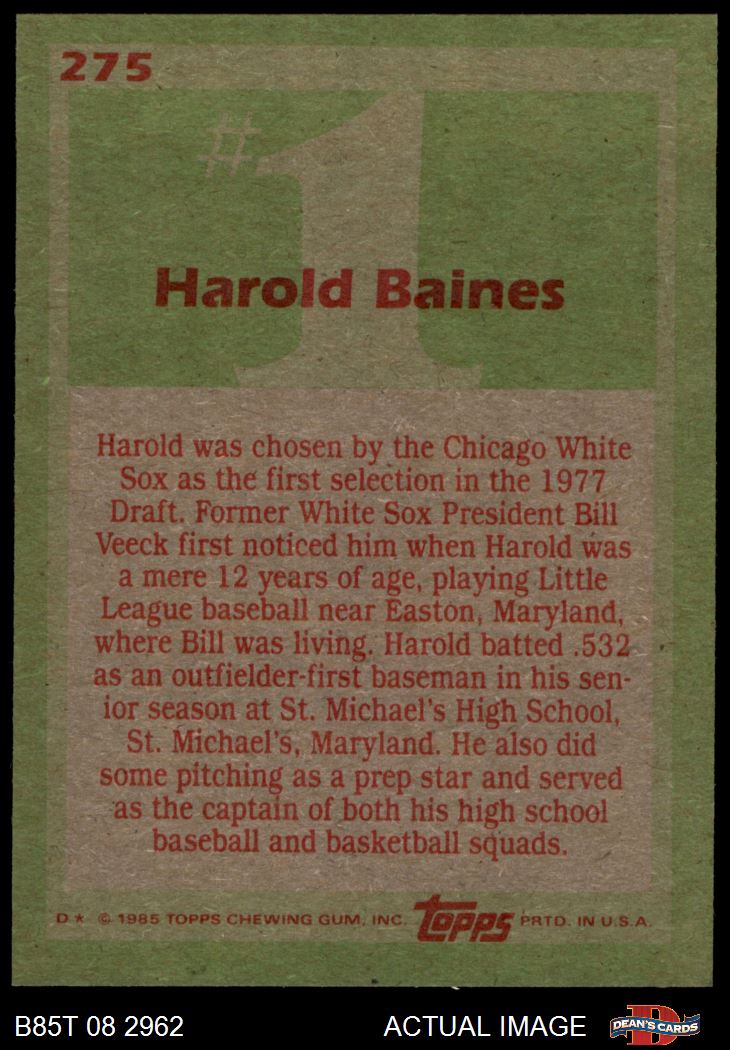 275
#1
Harold Baines
Harold was chosen by the Chicago White
Sox as the first selection in the 1977
Draft. Former White Sox President Bill
Veeck first noticed him when Harold was
a mere 12 years of age, playing Little
League baseball near Easton, Maryland,
where Bill was living. Harold batted .532
as an outfielder-first baseman in his sen-
ior season at St. Michael's High School,
St. Michael's, Maryland. He also did
some pitching as a prep star and served
as the captain of both his high school
baseball and basketball squads.
D* © 1985 TOPPS CHEWING GUM, INC. Topps PRTD. IN U.S.A.
B85T 08 2962 ACTUAL IMAGE D DEAN'S CARDS